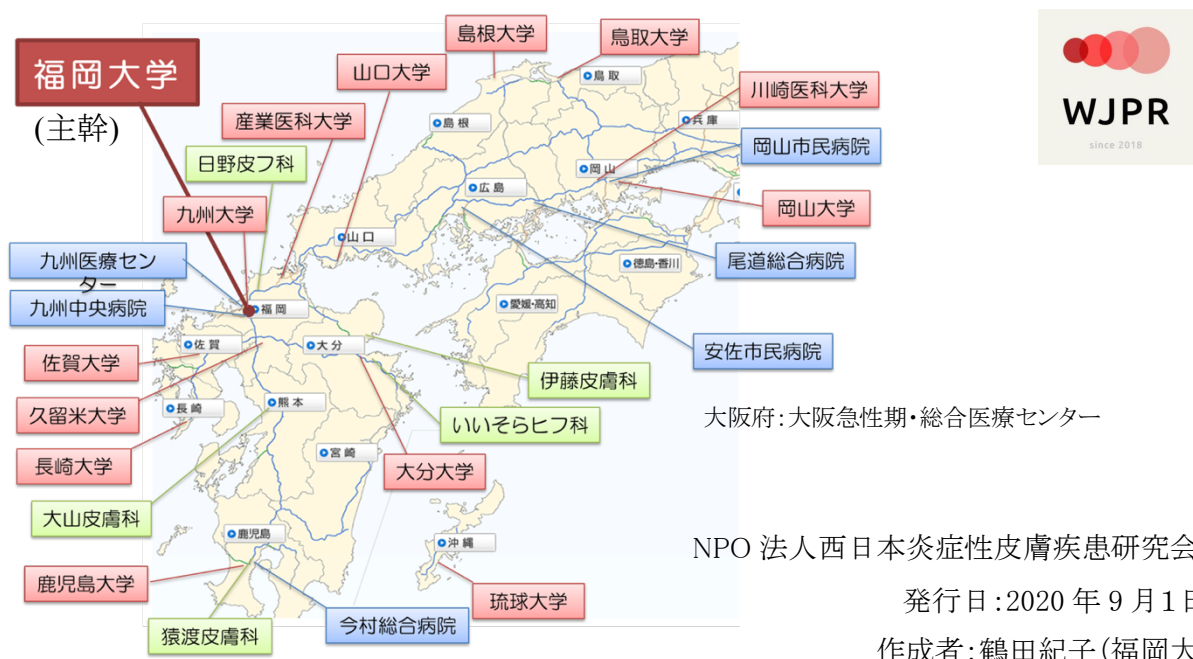 福岡大学
(主幹)
島根大学
鳥取大学
山口大学
川崎医科大学
産業医科大学
岡山市民病院
日野皮フ科
九州大学
岡山大学
九州医療セン
ター
尾道総合病院
九州中央病院
安佐市民病院
佐賀大学
伊藤皮膚科
久留米大学
いいそらヒフ科
長崎大学
大分大学
大山皮膚科
鹿児島大学
琉球大学
猿渡皮膚科
今村総合病院
鳥取
島根
兵庫
岡山
広島
山口
徳島・香川
愛媛・高知
福岡
佐賀
大分
長崎
熊本
宮崎
鹿児島
沖縄
WJPR
since 2018
大阪府：大阪急性期・総合医療センター
NPO 法人西日本炎症性皮膚疾患研究会
発行日：2020 年 9 月１日
作成者：鶴田紀子（福岡大